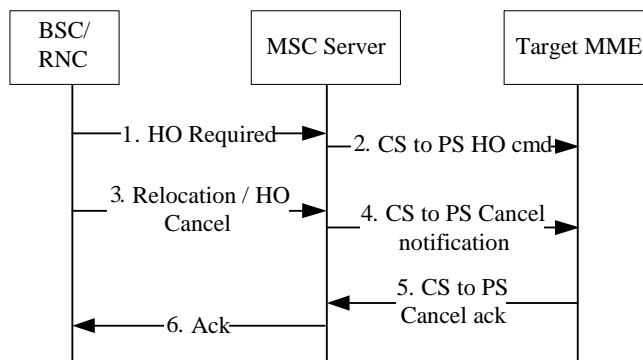 BSC/
RNC
MSC Server
Target MME
1. HO Required
2. CS to PS HO cmd
3. Relocation / HO
Cancel
4. CS to PS Cancel
notification
5. CS to PS
Cancel ack
6. Ack